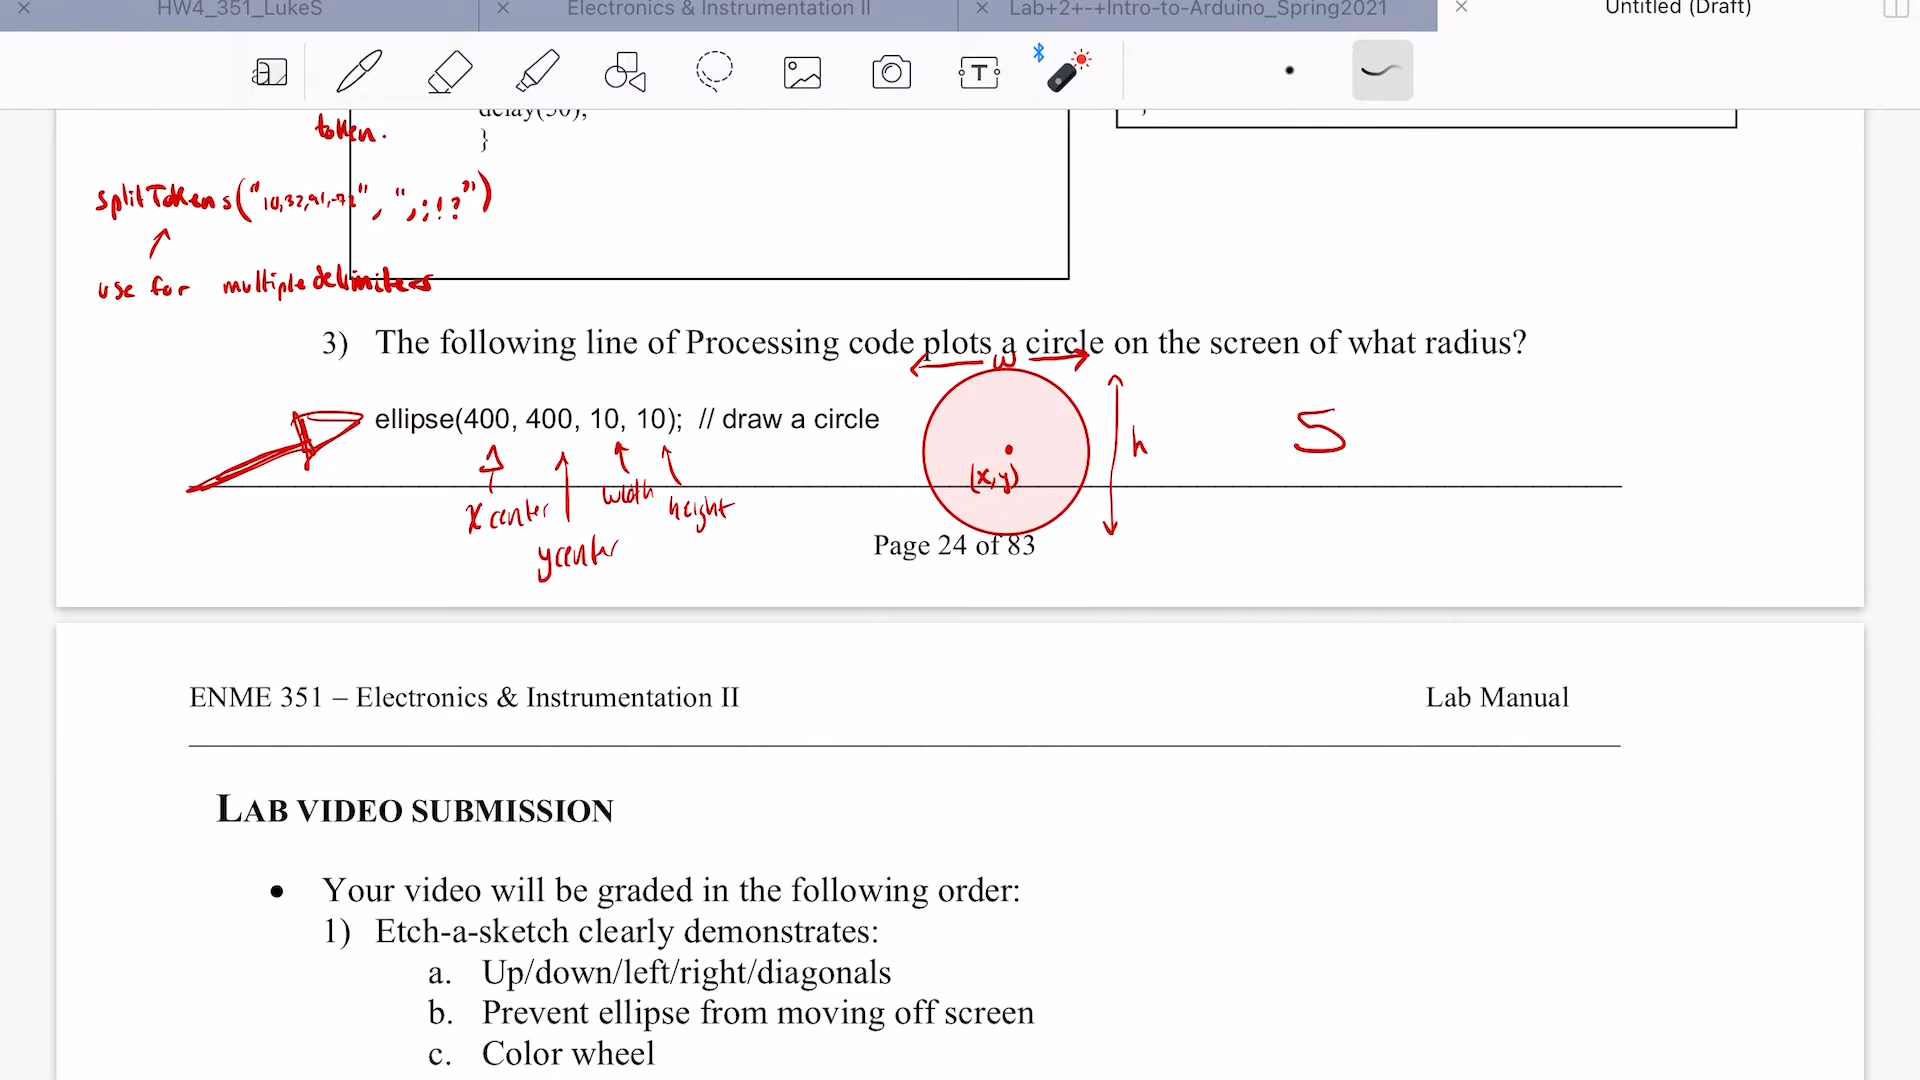 HW4_351_LukeS
Electronics & Instrumentation II
Lab+2+-+Intro-to-Arduino_Spring2021
Untitled (Draft)
T
delay(50);
token.
}
splitTokens("10,32,91,-72", ",;:!?")
use for multiple delimiters
3) The following line of Processing code plots a circle on the screen of what radius?
w
ellipse(400, 400, 10, 10); // draw a circle
h
5
(x,y)
x center
width
height
y center
Page 24 of 83
ENME 351 – Electronics & Instrumentation II
Lab Manual
LAB VIDEO SUBMISSION
• Your video will be graded in the following order:
1) Etch-a-sketch clearly demonstrates:
a. Up/down/left/right/diagonals
b. Prevent ellipse from moving off screen
c. Color wheel